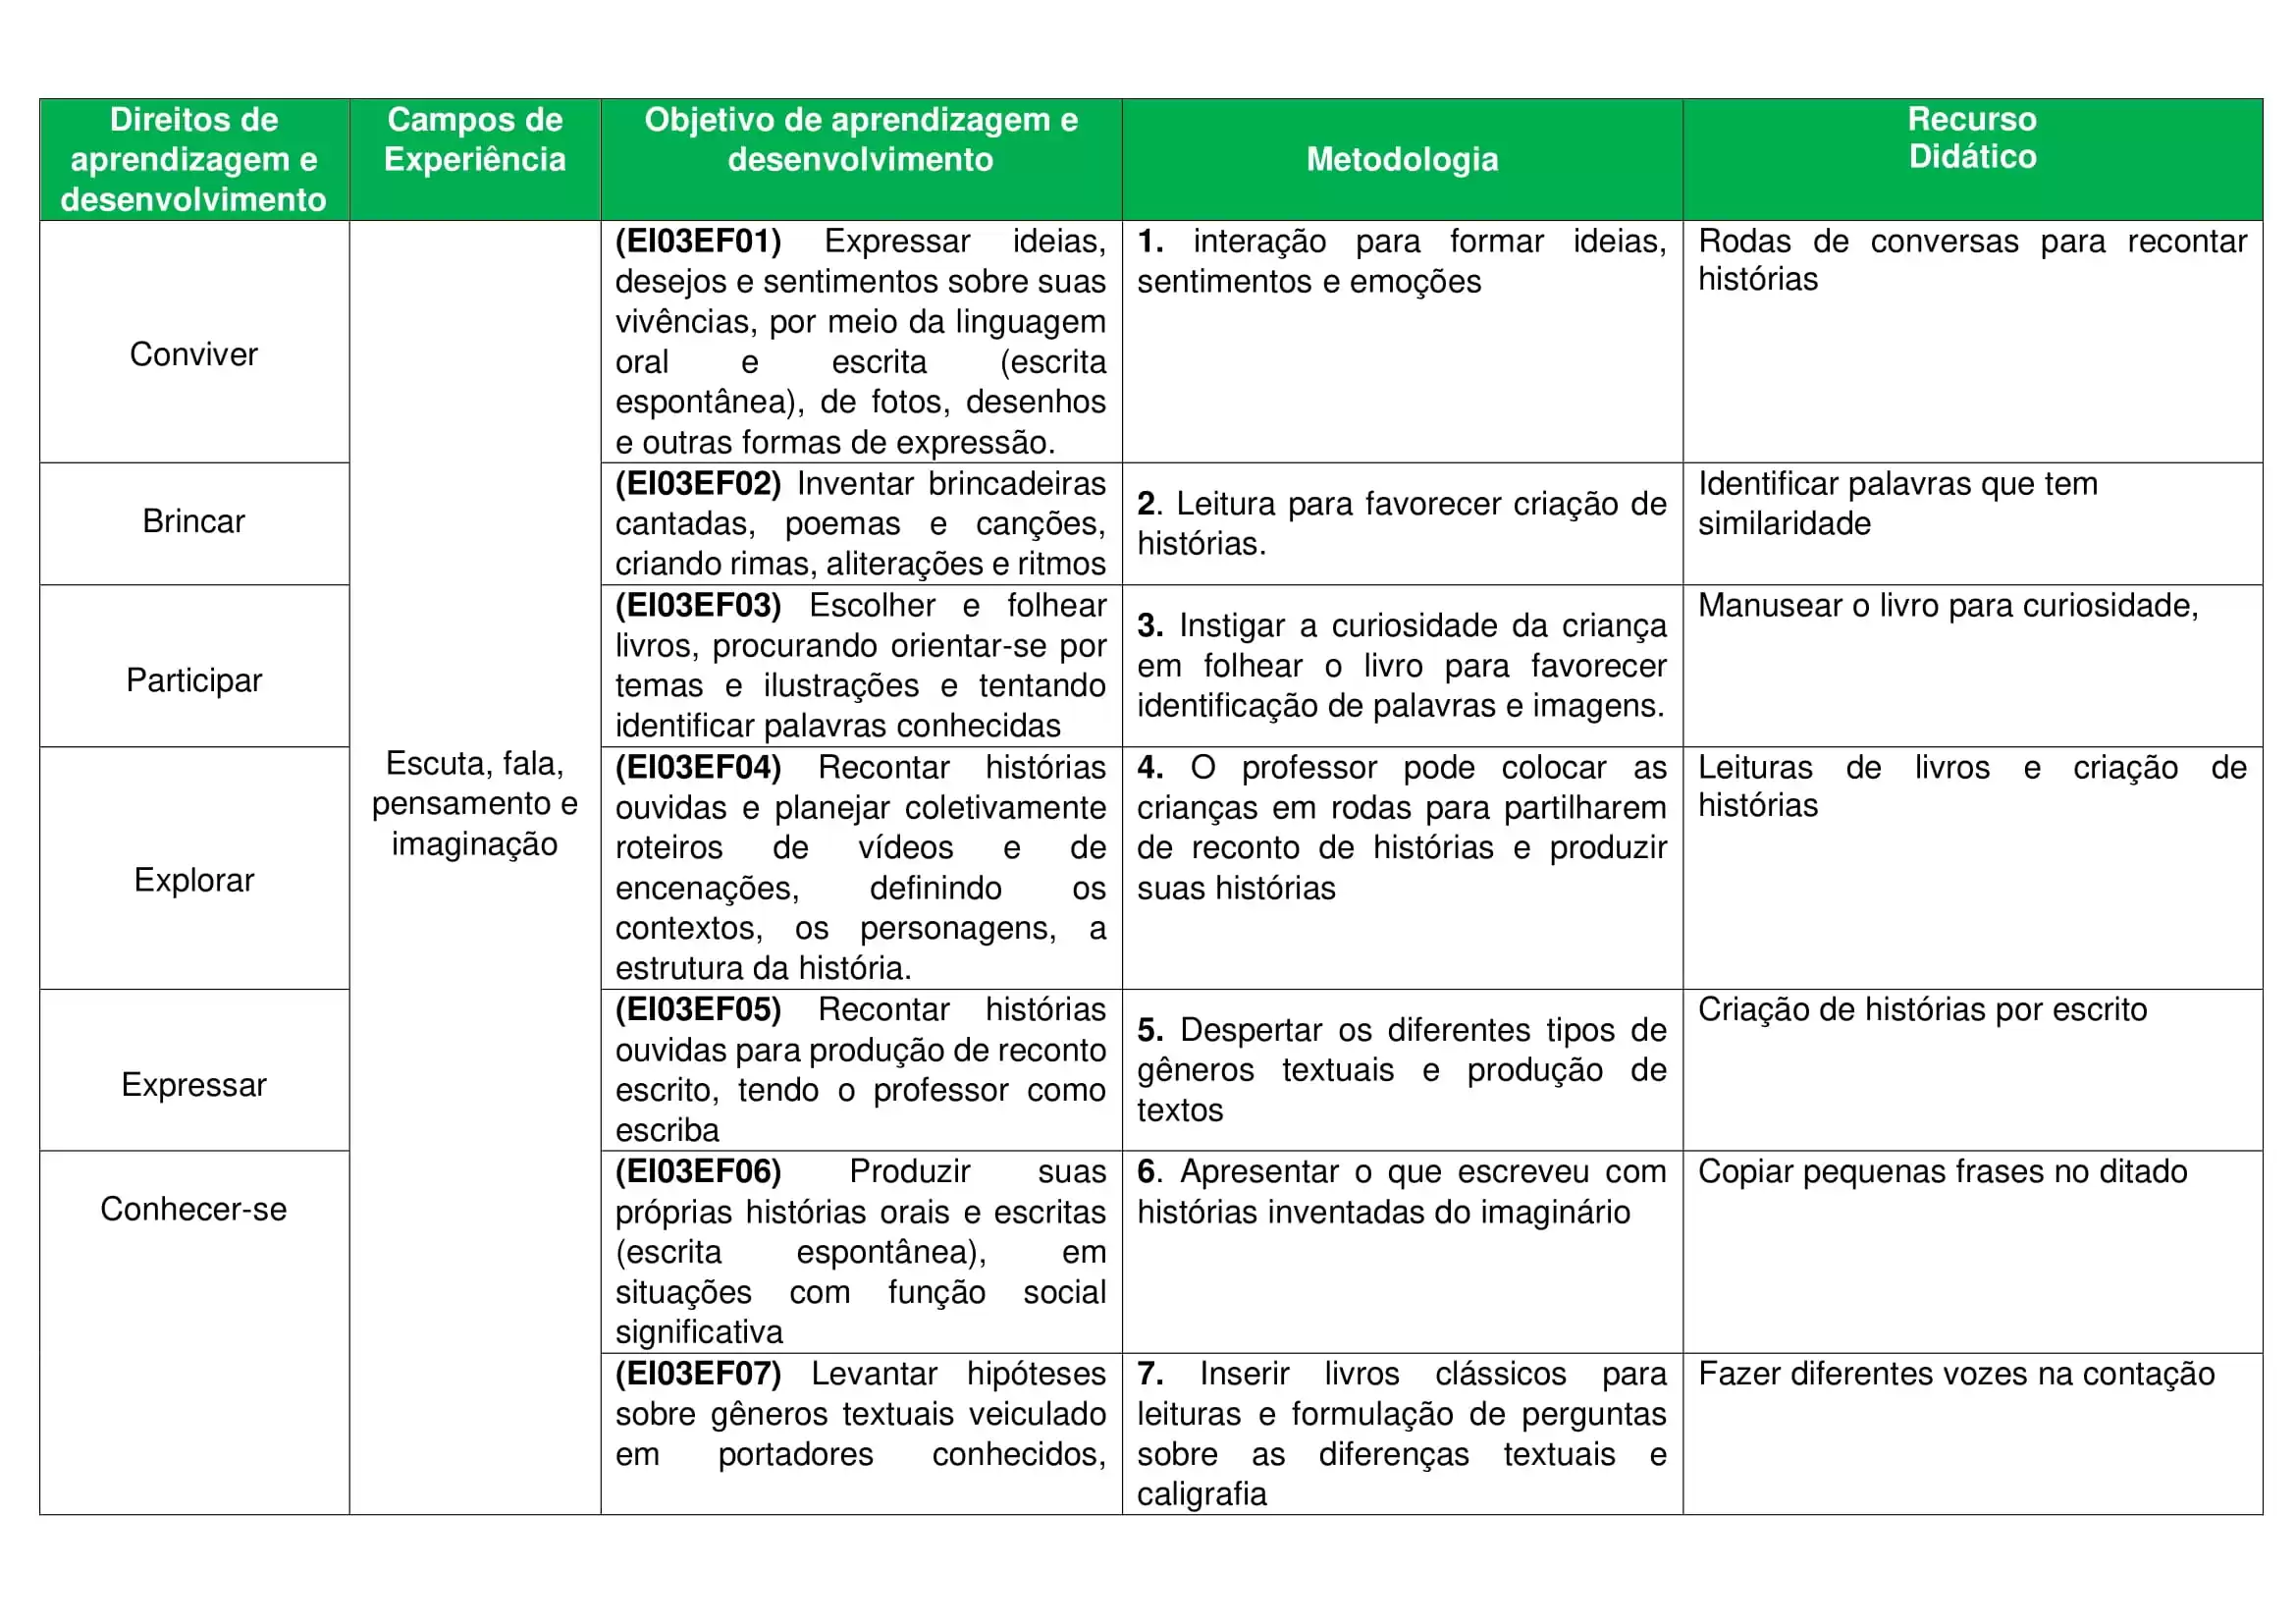 Direitos de
aprendizagem e
desenvolvimento
Campos de
Experiência
Objetivo de aprendizagem e
desenvolvimento
Metodologia
Recurso
Didático
Conviver
Escuta, fala,
pensamento e
imaginação
(EI03EF01) Expressar ideias,
desejos e sentimentos sobre suas
vivências, por meio da linguagem
oral e escrita (escrita
espontânea), de fotos, desenhos
e outras formas de expressão.
1. interação para formar ideias,
sentimentos e emoções
Rodas de conversas para recontar
histórias
Brincar
(EI03EF02) Inventar brincadeiras
cantadas, poemas e canções,
criando rimas, aliterações e ritmos
2. Leitura para favorecer criação de
histórias.
Identificar palavras que tem
similaridade
Participar
(EI03EF03) Escolher e folhear
livros, procurando orientar-se por
temas e ilustrações e tentando
identificar palavras conhecidas
3. Instigar a curiosidade da criança
em folhear o livro para favorecer
identificação de palavras e imagens.
Manusear o livro para curiosidade,
Explorar
(EI03EF04) Recontar histórias
ouvidas e planejar coletivamente
roteiros de vídeos e de
encenações, definindo os
contextos, os personagens, a
estrutura da história.
4. O professor pode colocar as
crianças em rodas para partilharem
de reconto de histórias e produzir
suas histórias
Leituras de livros e criação de
histórias
Expressar
(EI03EF05) Recontar histórias
ouvidas para produção de reconto
escrito, tendo o professor como
escriba
5. Despertar os diferentes tipos de
gêneros textuais e produção de
textos
Criação de histórias por escrito
Conhecer-se
(EI03EF06) Produzir suas
próprias histórias orais e escritas
(escrita espontânea), em
situações com função social
significativa
6. Apresentar o que escreveu com
histórias inventadas do imaginário
Copiar pequenas frases no ditado
(EI03EF07) Levantar hipóteses
sobre gêneros textuais veiculado
em portadores conhecidos,
7. Inserir livros clássicos para
leituras e formulação de perguntas
sobre as diferenças textuais e
caligrafia
Fazer diferentes vozes na contação